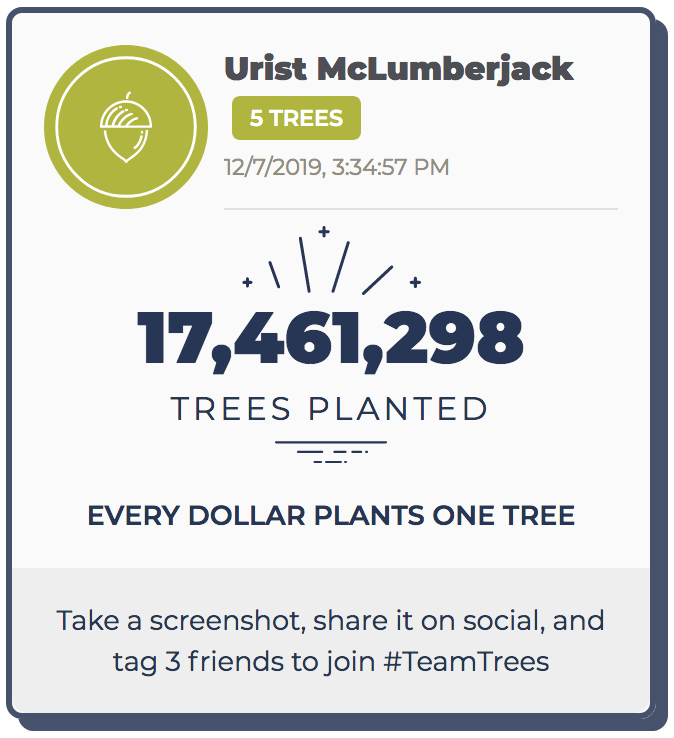 Urist McLumberjack
5 TREES
12/7/2019, 3:34:57 PM
17,461,298
TREES PLANTED
EVERY DOLLAR PLANTS ONE TREE
Take a screenshot, share it on social, and
tag 3 friends to join #TeamTrees